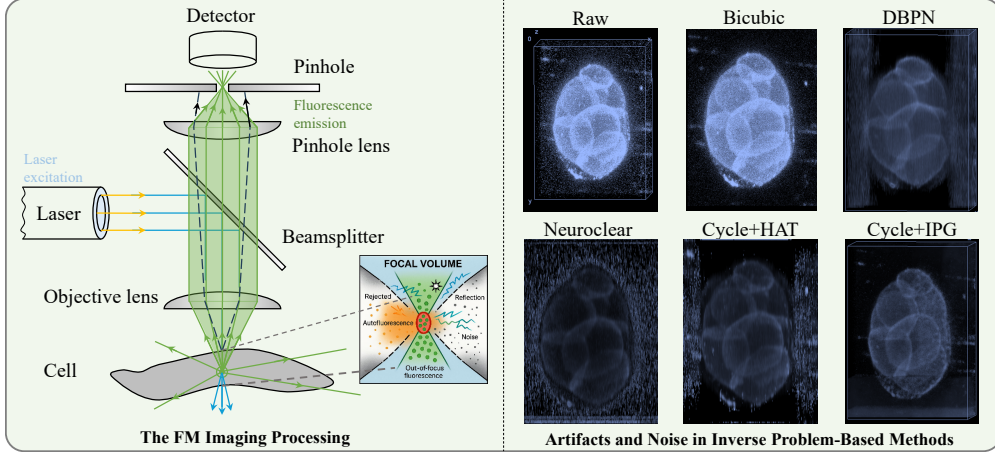 Detector
Pinhole
Fluorescence
emission
Pinhole lens
Laser
excitation
Laser
Beamsplitter
Objective lens
FOCAL VOLUME
Rejected
Reflection
Autofluorescence
Noise
Out-of-focus
fluorescence
Cell
The FM Imaging Processing
Raw
Bicubic
DBPN
0
z
x
y
Neuroclear
Cycle+HAT
Cycle+IPG
Artifacts and Noise in Inverse Problem-Based Methods